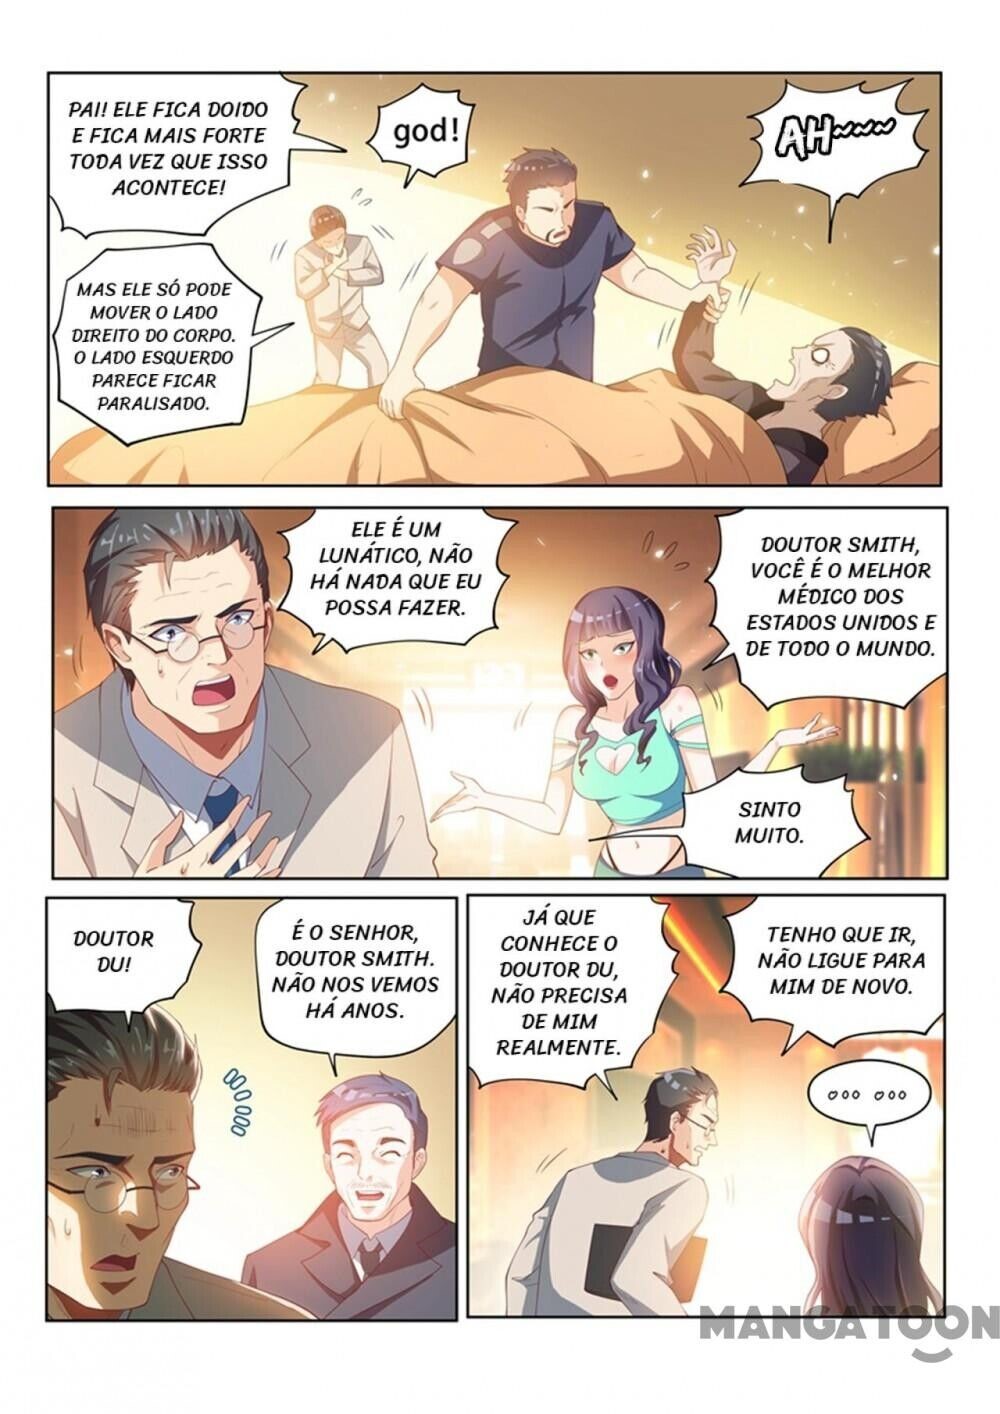 PAI! ELE FICA DOIDO
E FICA MAIS FORTE
TODA VEZ QUE ISSO
ACONTECE!
god!
AH~~~~
MAS ELE SÓ PODE
MOVER O LADO
DIREITO DO CORPO.
O LADO ESQUERDO
PARECE FICAR
PARALISADO.
ELE É UM
LUNÁTICO, NÃO
HÁ NADA QUE EU
POSSA FAZER.
DOUTOR SMITH,
VOCÊ É O MELHOR
MÉDICO DOS
ESTADOS UNIDOS E
DE TODO O MUNDO.
SINTO
MUITO.
DOUTOR
DU!
É O SENHOR,
DOUTOR SMITH.
NÃO NOS VEMOS
HÁ ANOS.
JÁ QUE
CONHECE O
DOUTOR DU,
NÃO PRECISA
DE MIM
REALMENTE.
TENHO QUE IR,
NÃO LIGUE PARA
MIM DE NOVO.
°°° °°°
MANGATOON